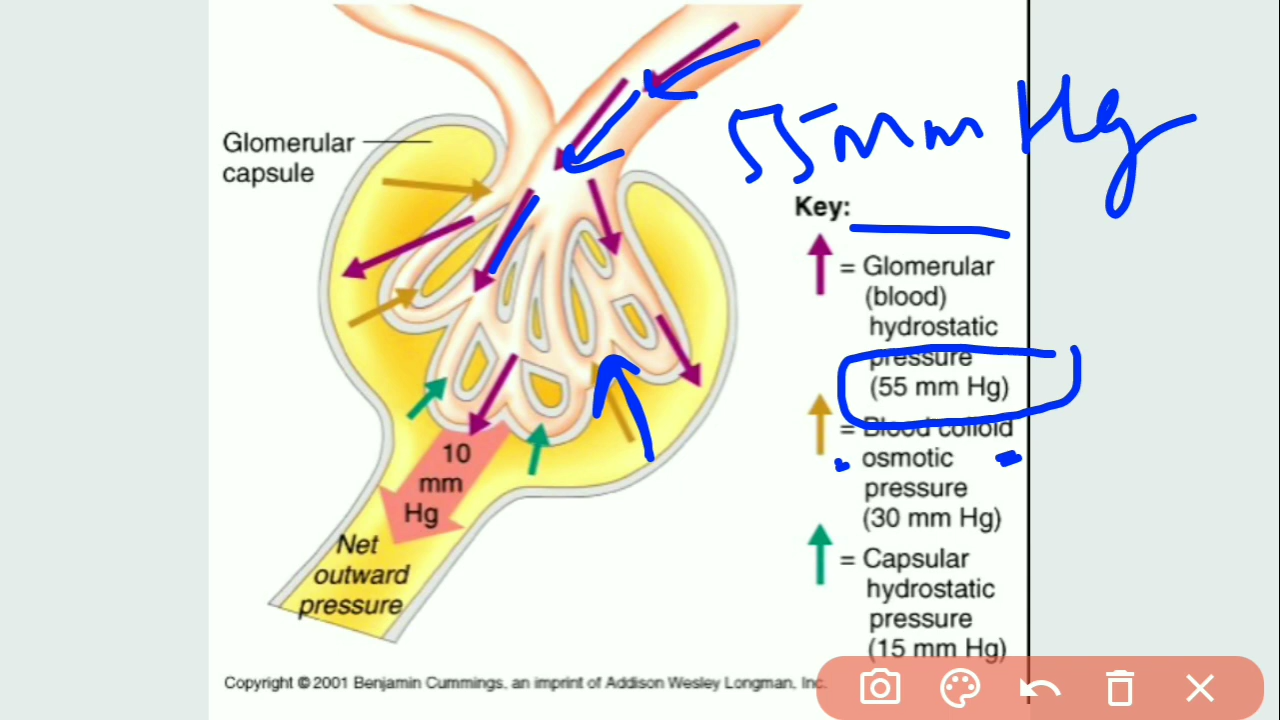 Glomerular
capsule
55 mm Hg
Key:
= Glomerular
(blood)
hydrostatic
pressure
(55 mm Hg)
= Blood colloid
osmotic
pressure
(30 mm Hg)
= Capsular
hydrostatic
pressure
(15 mm Hg)
10
mm
Hg
Net
outward
pressure
Copyright © 2001 Benjamin Cummings, an imprint of Addison Wesley Longman, Inc.